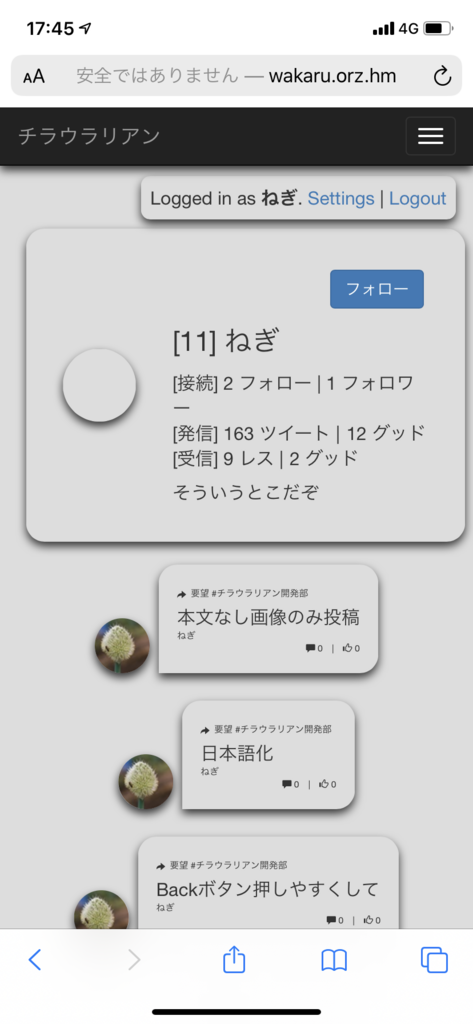 17:45 4G
AA 安全ではありません — wakaru.orz.hm
チラウラリアン
Logged in as ねぎ. Settings | Logout
フォロー
[11] ねぎ
[接続] 2 フォロー | 1 フォロワ
ー
[発信] 163 ツイート | 12 グッド
[受信] 9 レス | 2 グッド
そういうとこだぞ
要望 #チラウラリアン開発部
本文なし画像のみ投稿
ねぎ
0 | 0
要望 #チラウラリアン開発部
日本語化
ねぎ
0 | 0
要望 #チラウラリアン開発部
Backボタン押しやすくして
ねぎ
0 | 0